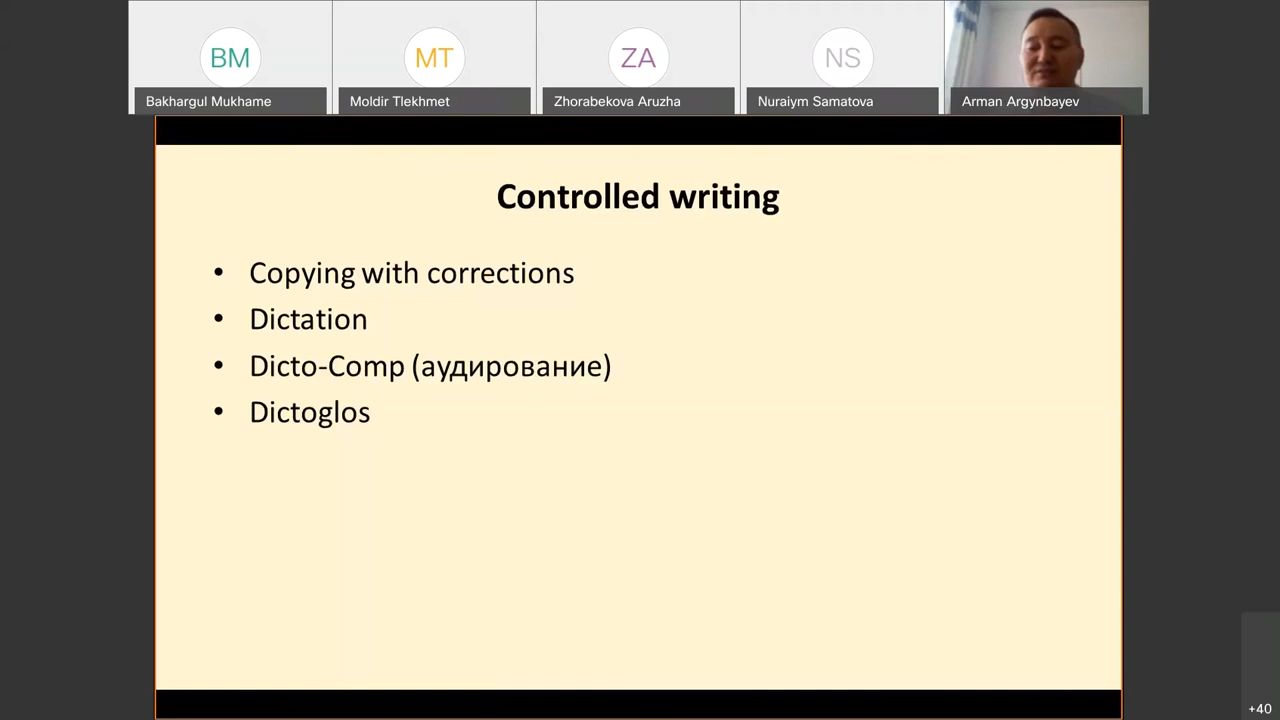 BM
MT
ZA
NS
Bakhargul Mukhame
Moldir Tlekhmet
Zhorabekova Aruzha
Nuraiym Samatova
Arman Argynbayev
Controlled writing
• Copying with corrections
• Dictation
• Dicto-Comp (аудирование)
• Dictoglos
+40